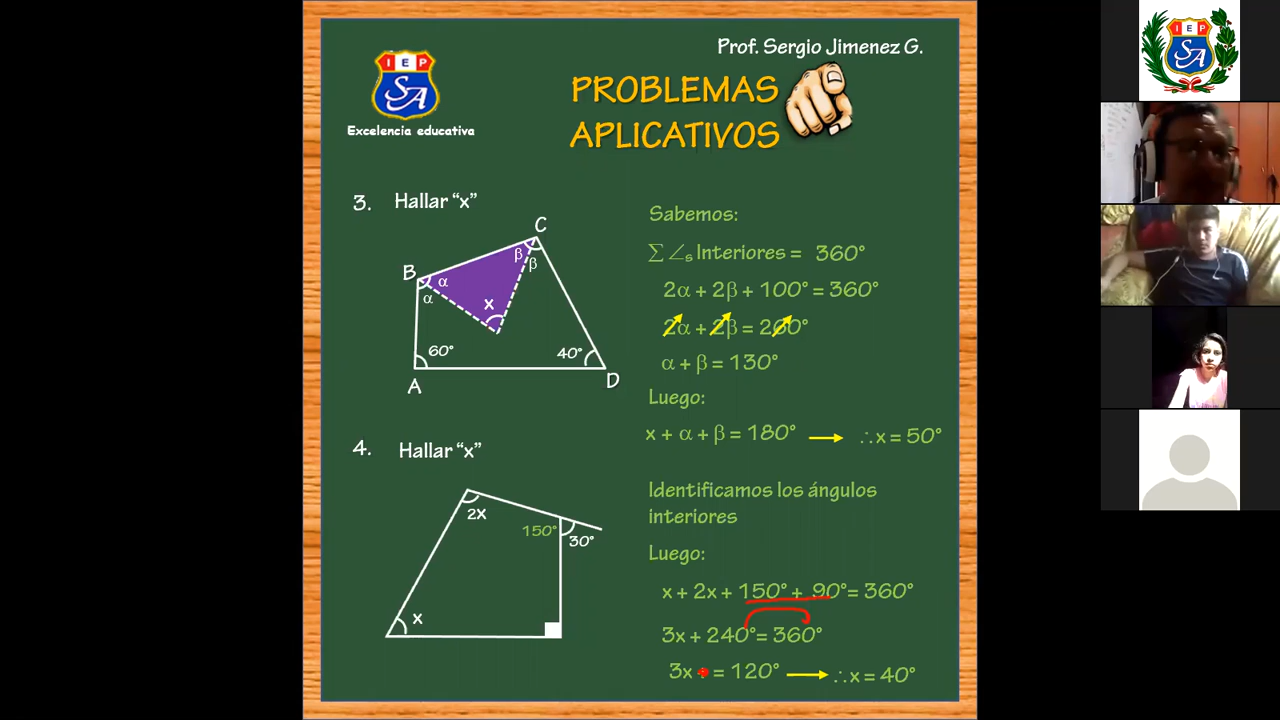 Prof. Sergio Jimenez G.
I E P
SA
Excelencia educativa
PROBLEMAS
APLICATIVOS
3. Hallar “x”
C
β
β
B
α
α
x
60°
40°
A
D
Sabemos:
∑ ∠s Interiores = 360°
2α + 2β + 100° = 360°
2α + 2β = 260°
α + β = 130°
Luego:
x + α + β = 180° → ∴x = 50°
4. Hallar “x”
2X
150°
30°
x
Identificamos los ángulos
interiores
Luego:
x + 2x + 150° + 90°= 360°
3x + 240°= 360°
3x = 120° → ∴x = 40°
I E P
SA